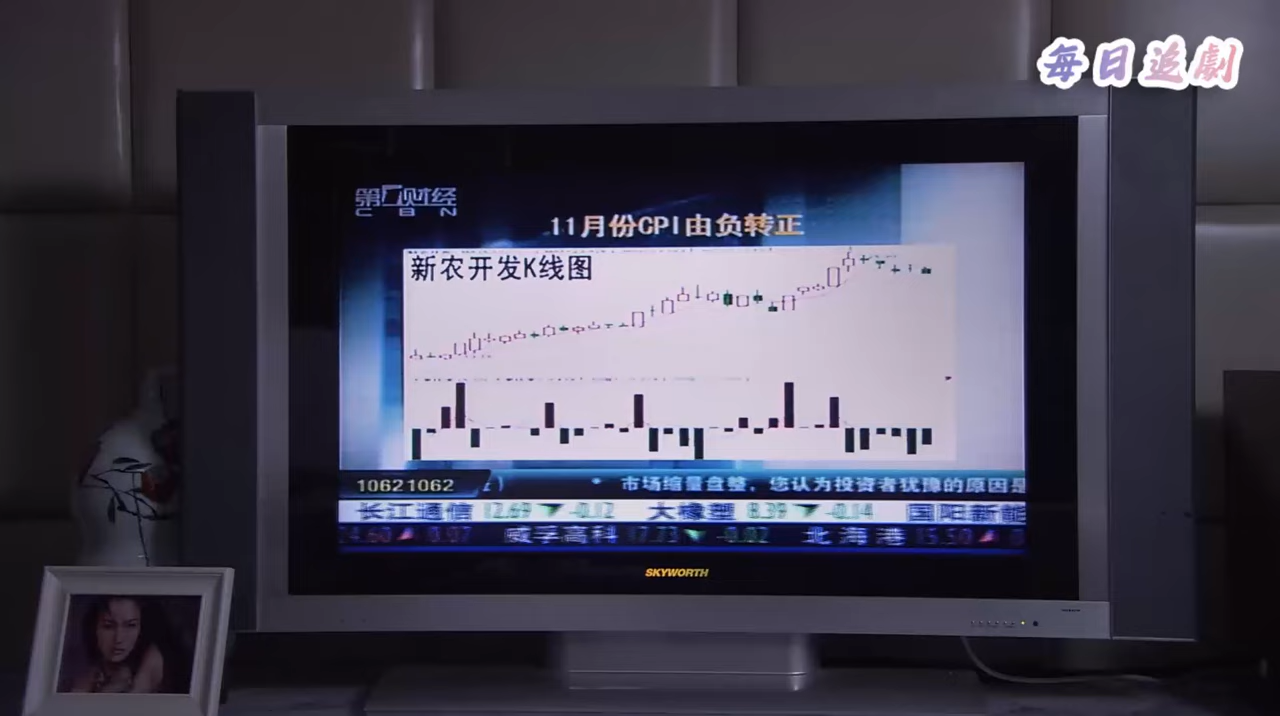 每日追劇
第一财经
CBN
11月份CPI由负转正
新农开发K线图
10621062
市场缩量盘整，您认为投资者犹豫的原因是
长江通信 12.69 ▼ -0.12 大橡塑 8.39 ▼ -0.14 国阳新能
威孚高科 17.73 ▼ -0.02 北海港 15.50
SKYWORTH